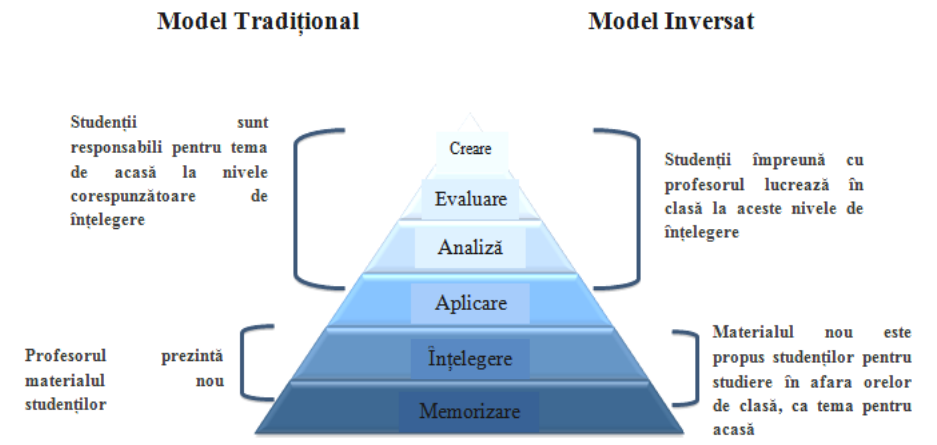 Model Tradițional
Model Inversat
Studenții sunt
responsabili pentru tema
de acasă la nivele
corespunzătoare de
înțelegere
Creare
Evaluare
Analiză
Aplicare
Înțelegere
Memorizare
Studenții împreună cu
profesorul lucrează în
clasă la aceste nivele de
înțelegere
Profesorul prezintă
materialul nou
studenților
Materialul nou este
propus studenților pentru
studiere în afara orelor
de clasă, ca tema pentru
acasă